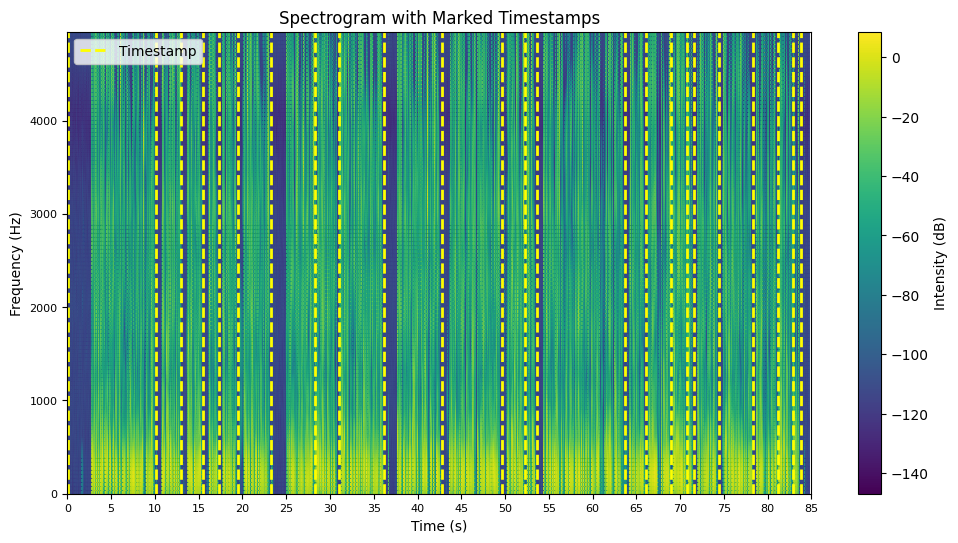 Spectrogram with Marked Timestamps
Timestamp
Frequency (Hz)
4000
3000
2000
1000
0
0 5 10 15 20 25 30 35 40 45 50 55 60 65 70 75 80 85
Time (s)
0
−20
−40
−60
−80
−100
−120
−140
Intensity (dB)